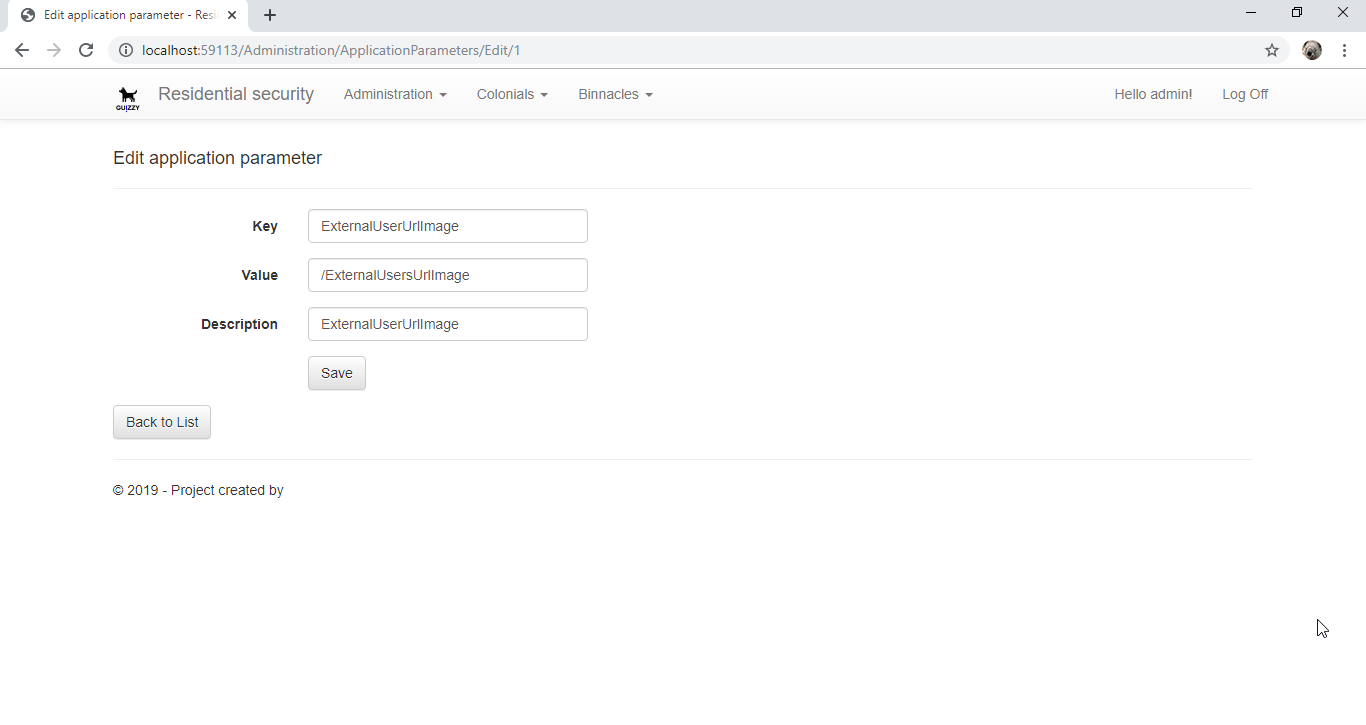 Edit application parameter - Resi
localhost:59113/Administration/ApplicationParameters/Edit/1
GUIZZY Residential security Administration Colonials Binnacles Hello admin! Log Off
Edit application parameter
Key ExternalUserUrlImage
Value /ExternalUsersUrlImage
Description ExternalUserUrlImage
Save
Back to List
© 2019 - Project created by